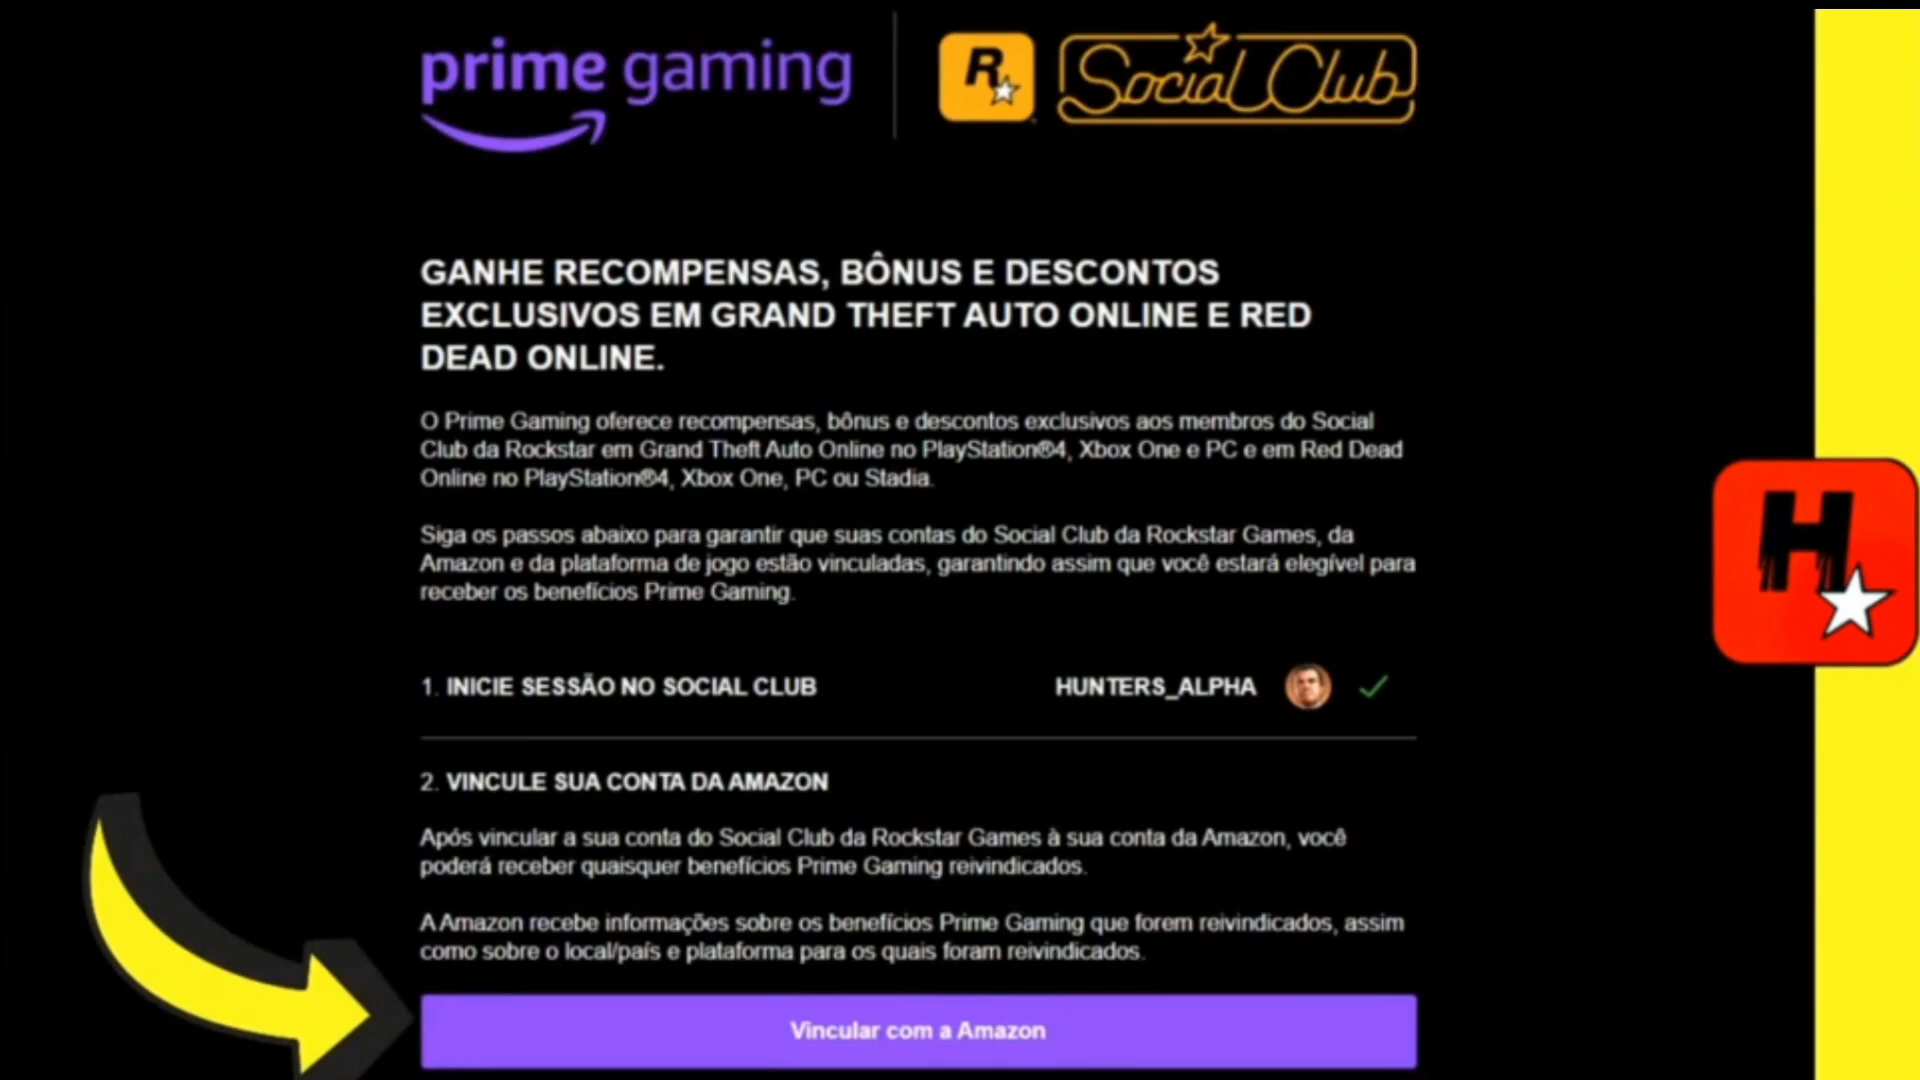 prime gaming
R
Social Club
GANHE RECOMPENSAS, BÔNUS E DESCONTOS
EXCLUSIVOS EM GRAND THEFT AUTO ONLINE E RED
DEAD ONLINE.
O Prime Gaming oferece recompensas, bônus e descontos exclusivos aos membros do Social
Club da Rockstar em Grand Theft Auto Online no PlayStation®4, Xbox One e PC e em Red Dead
Online no PlayStation®4, Xbox One, PC ou Stadia.
Siga os passos abaixo para garantir que suas contas do Social Club da Rockstar Games, da
Amazon e da plataforma de jogo estão vinculadas, garantindo assim que você estará elegível para
receber os benefícios Prime Gaming.
1. INICIE SESSÃO NO SOCIAL CLUB
HUNTERS_ALPHA
H
2. VINCULE SUA CONTA DA AMAZON
Após vincular a sua conta do Social Club da Rockstar Games à sua conta da Amazon, você
poderá receber quaisquer benefícios Prime Gaming reivindicados.
A Amazon recebe informações sobre os benefícios Prime Gaming que forem reivindicados, assim
como sobre o local/país e plataforma para os quais foram reivindicados.
Vincular com a Amazon